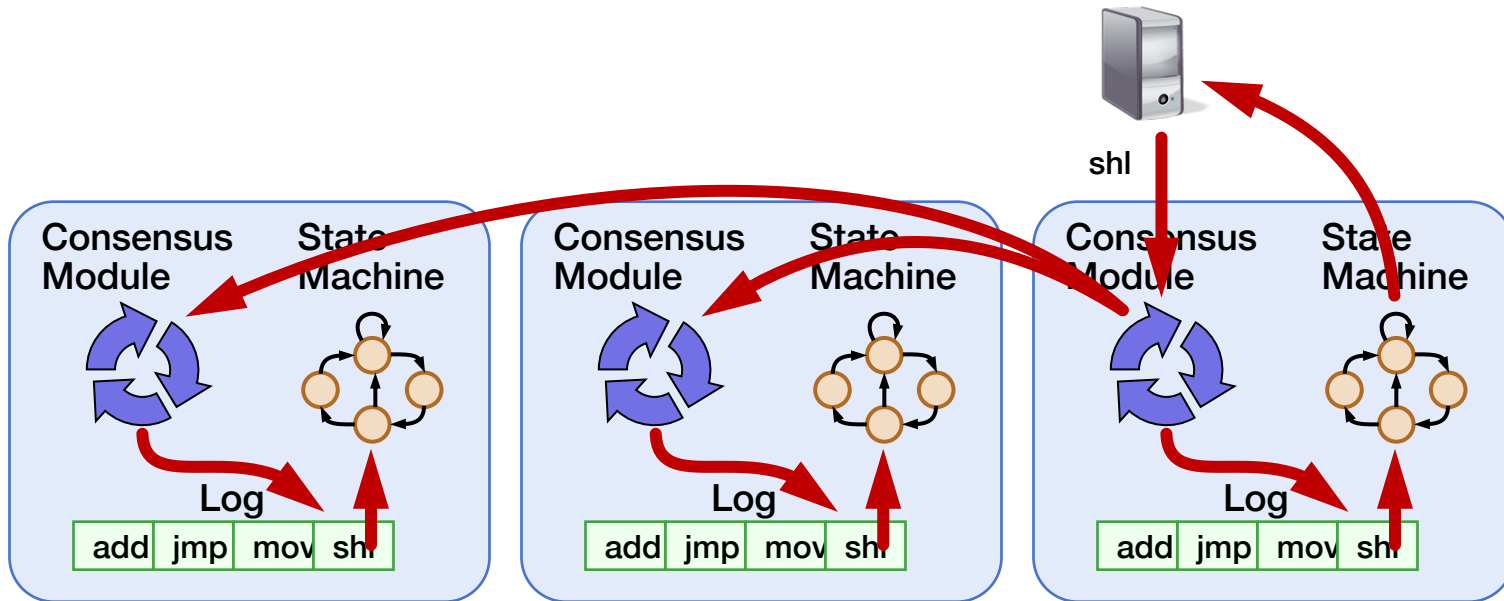 shl
Consensus
Module
State
Machine
Log
add jmp mov shl
Consensus
Module
State
Machine
Log
add jmp mov shl
Consensus
Module
State
Machine
Log
add jmp mov shl